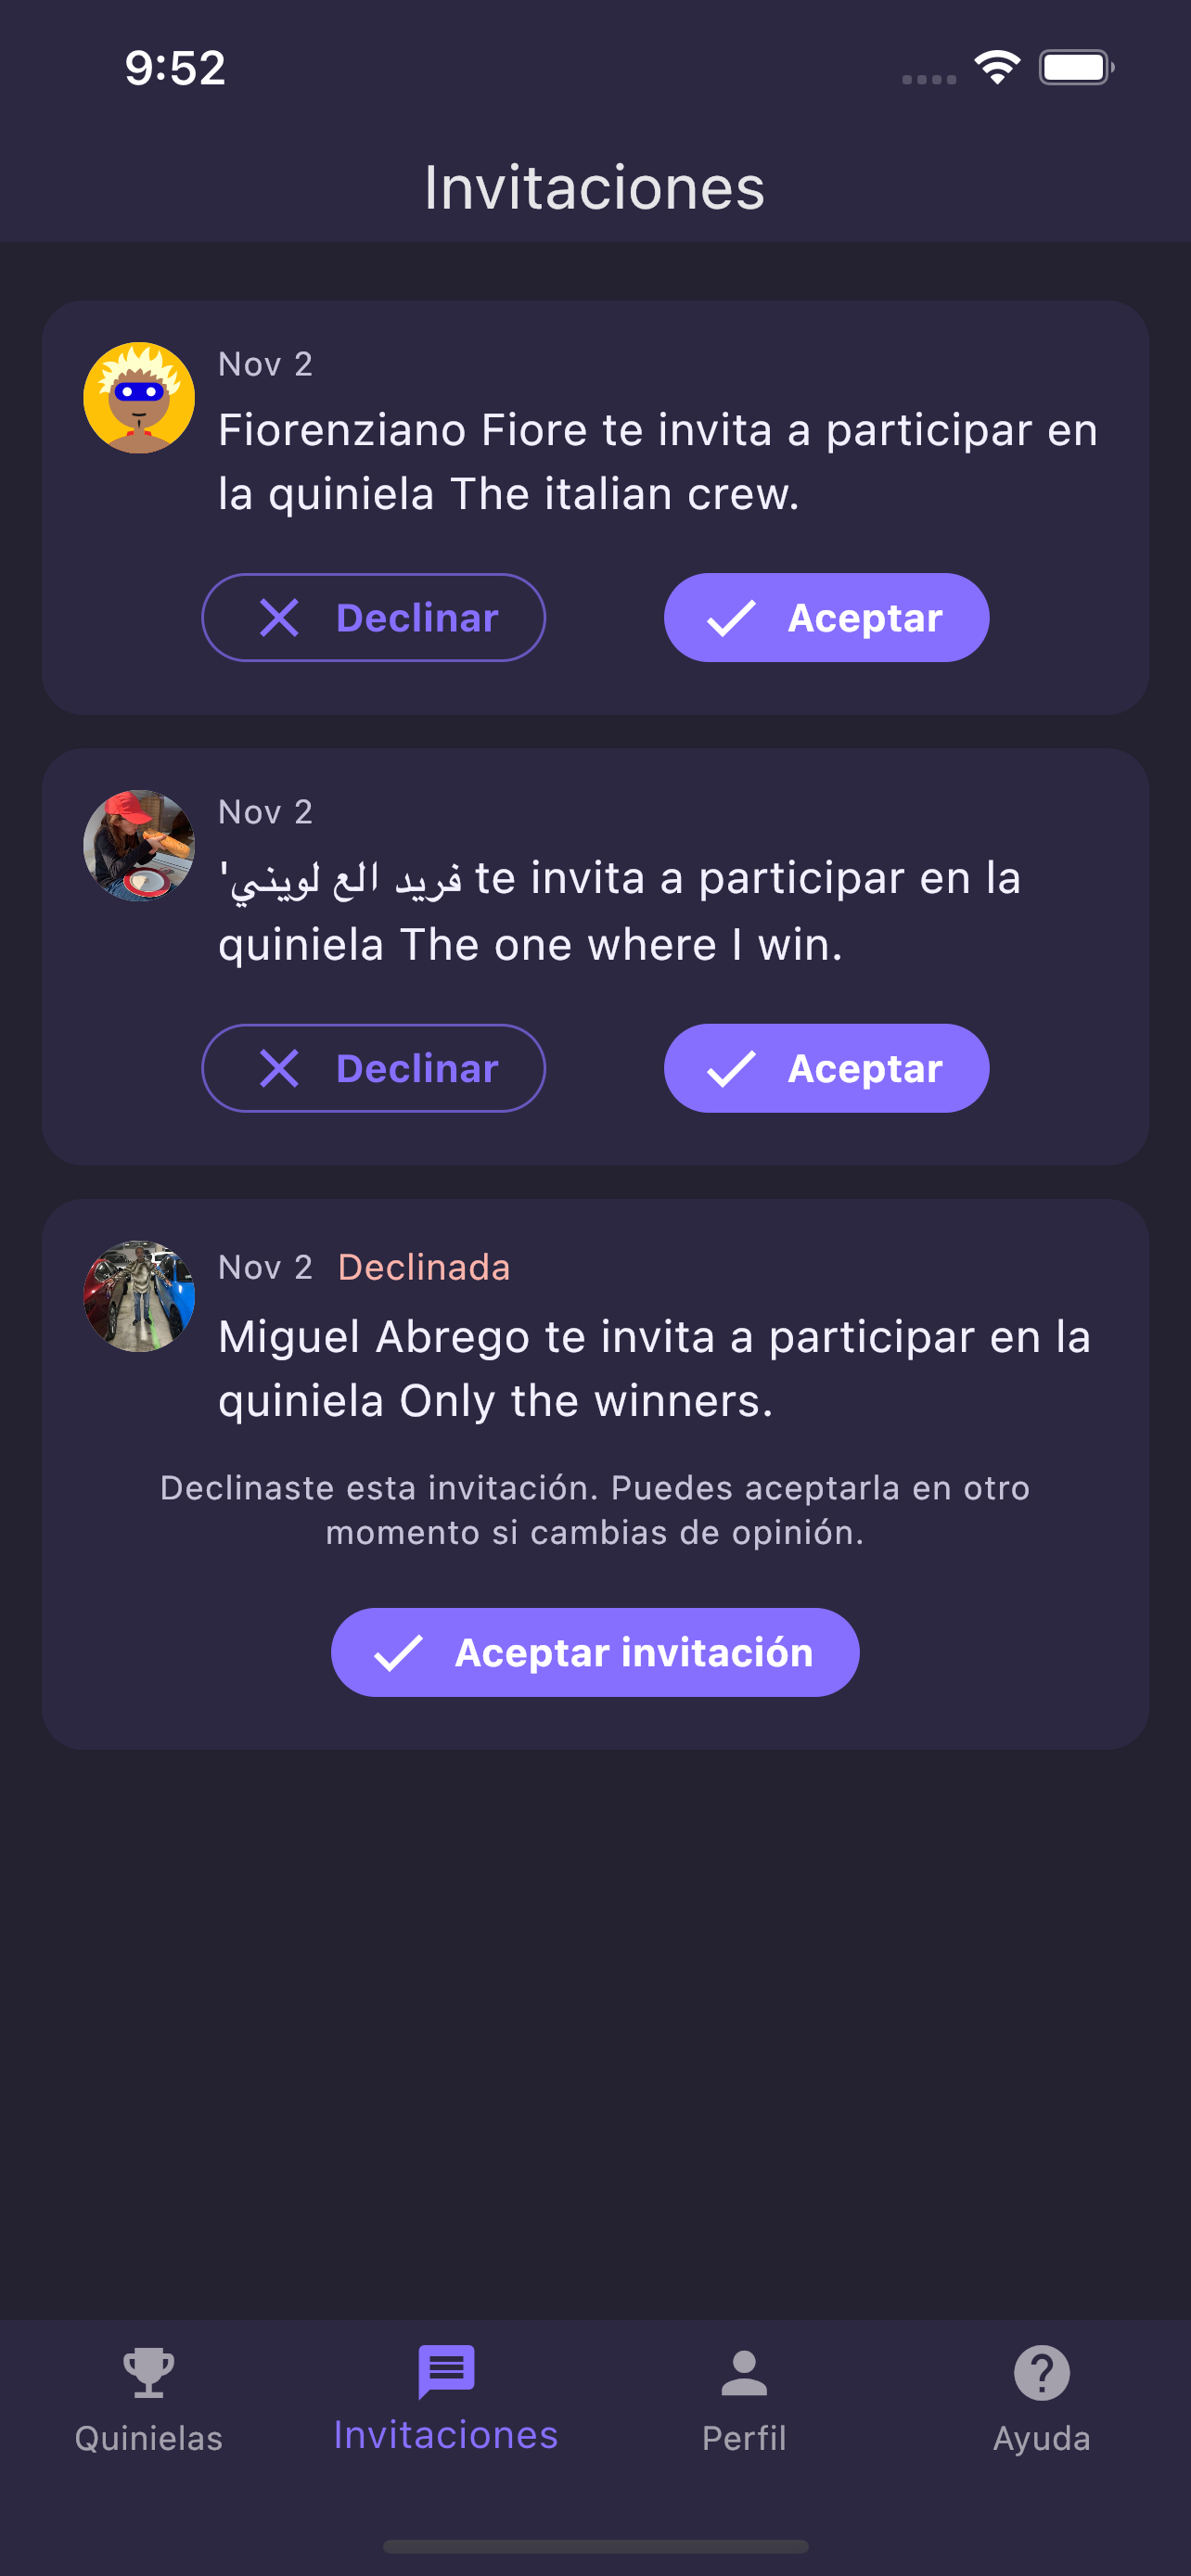 9:52
Invitaciones
Nov 2
Fiorenziano Fiore te invita a participar en
la quiniela The italian crew.
Declinar
Aceptar
Nov 2
'فريد الع لويني te invita a participar en la
quiniela The one where I win.
Declinar
Aceptar
Nov 2 Declinada
Miguel Abrego te invita a participar en la
quiniela Only the winners.
Declinaste esta invitación. Puedes aceptarla en otro
momento si cambias de opinión.
Aceptar invitación
Quinielas
Invitaciones
Perfil
Ayuda